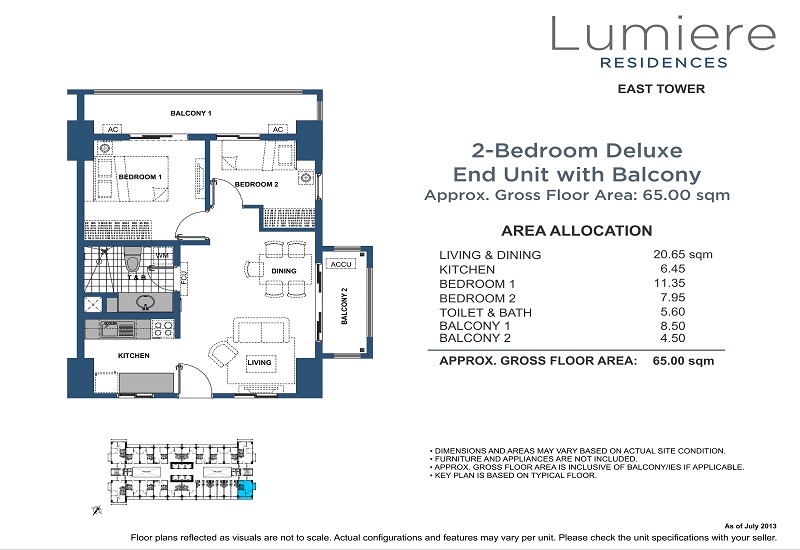 Lumiere
RESIDENCES
EAST TOWER
2-Bedroom Deluxe
End Unit with Balcony
Approx. Gross Floor Area: 65.00 sqm
AREA ALLOCATION
LIVING & DINING 20.65 sqm
KITCHEN 6.45
BEDROOM 1 11.35
BEDROOM 2 7.95
TOILET & BATH 5.60
BALCONY 1 8.50
BALCONY 2 4.50
APPROX. GROSS FLOOR AREA: 65.00 sqm
BALCONY 1
AC
AC
BEDROOM 1
BEDROOM 2
WM
T & B
FCU
DINING
ACCU
BALCONY 2
KITCHEN
LIVING
• DIMENSIONS AND AREAS MAY VARY BASED ON ACTUAL SITE CONDITION.
• FURNITURE AND APPLIANCES ARE NOT INCLUDED.
• APPROX. GROSS FLOOR AREA IS INCLUSIVE OF BALCONY/IES IF APPLICABLE.
• KEY PLAN IS BASED ON TYPICAL FLOOR.
As of July 2013
Floor plans reflected as visuals are not to scale. Actual configurations and features may vary per unit. Please check the unit specifications with your seller.